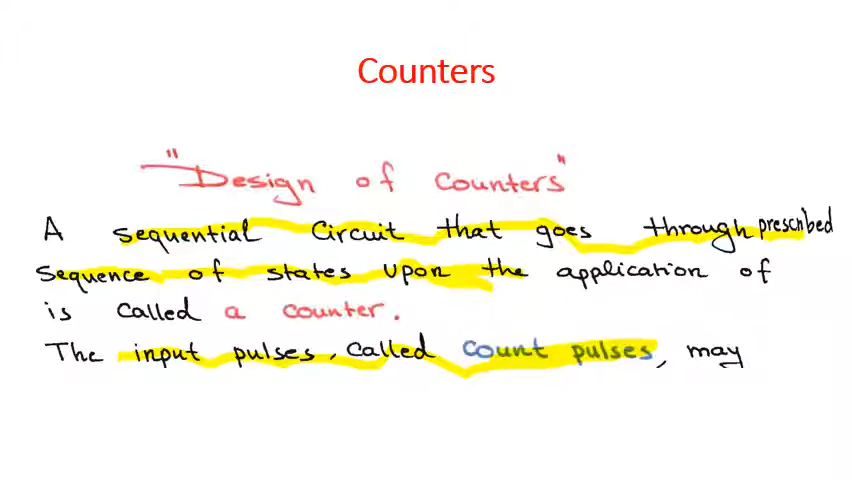 Counters
"Design of Counters"
A sequential Circuit that goes through prescribed
Sequence of states upon the application of
is called a counter.
The input pulses, called count pulses, may